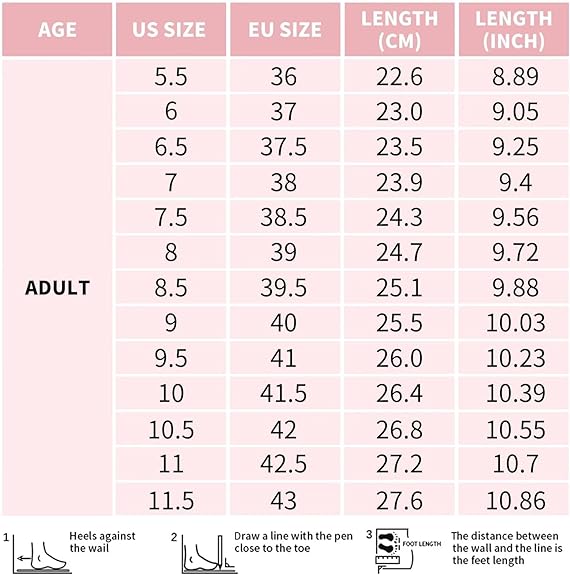 AGE US SIZE EU SIZE LENGTH (CM) LENGTH (INCH)
5.5 36 22.6 8.89
6 37 23.0 9.05
6.5 37.5 23.5 9.25
7 38 23.9 9.4
7.5 38.5 24.3 9.56
8 39 24.7 9.72
ADULT 8.5 39.5 25.1 9.88
9 40 25.5 10.03
9.5 41 26.0 10.23
10 41.5 26.4 10.39
10.5 42 26.8 10.55
11 42.5 27.2 10.7
11.5 43 27.6 10.86
1
Heels against
the wail
2
Draw a line with the pen
close to the toe
3
FOOT LENGTH
The distance between
the wall and the line is
the feet length